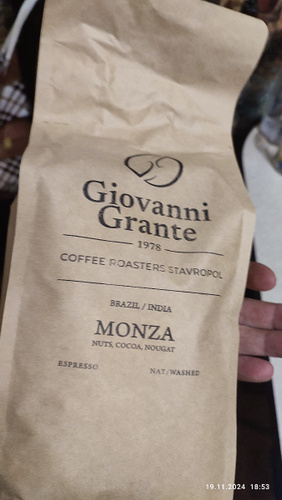 Giovanni
Grante
1978
COFFEE ROASTERS STAVROPOL
BRAZIL / INDIA
MONZA
NUTS, COCOA, NOUGAT
ESPRESSO
NAT/WASHED
19.11.2024 18:53